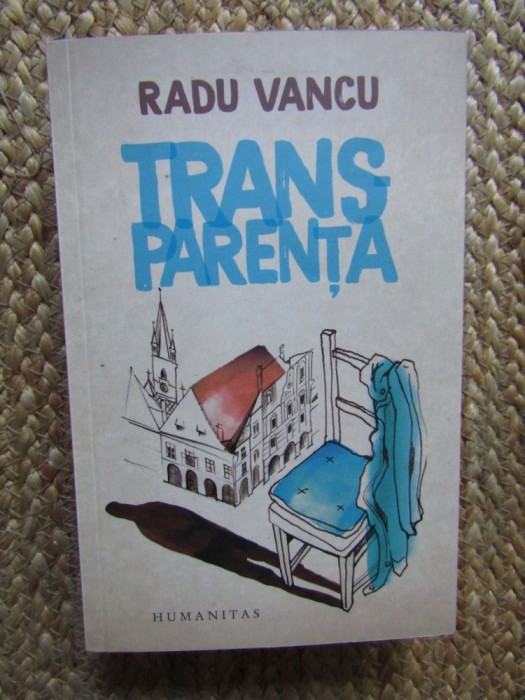 RADU VANCU
TRANS-
PARENȚA
HUMANITAS